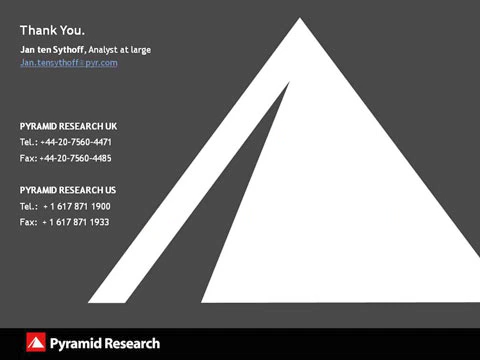 Thank You.
Jan ten Sythoff, Analyst at large
Jan.tensythoff@pyr.com
PYRAMID RESEARCH UK
Tel.: +44-20-7560-4471
Fax: +44-20-7560-4485
PYRAMID RESEARCH US
Tel.: + 1 617 871 1900
Fax: + 1 617 871 1933
Pyramid Research